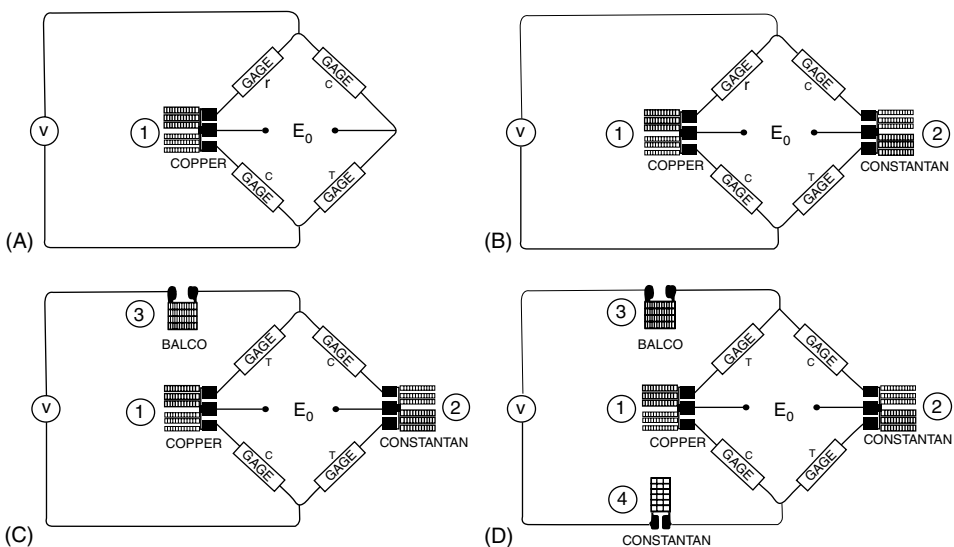 GAGE
r
GAGE
C
V
1
E0
COPPER
GAGE
C
GAGE
T
(A)
GAGE
r
GAGE
C
V
1
E0
2
COPPER
CONSTANTAN
GAGE
C
GAGE
T
(B)
3
BALCO
GAGE
T
GAGE
C
V
1
E0
2
COPPER
CONSTANTAN
GAGE
C
GAGE
T
(C)
3
BALCO
GAGE
T
GAGE
C
V
1
E0
2
COPPER
CONSTANTAN
GAGE
C
GAGE
T
4
CONSTANTAN
(D)